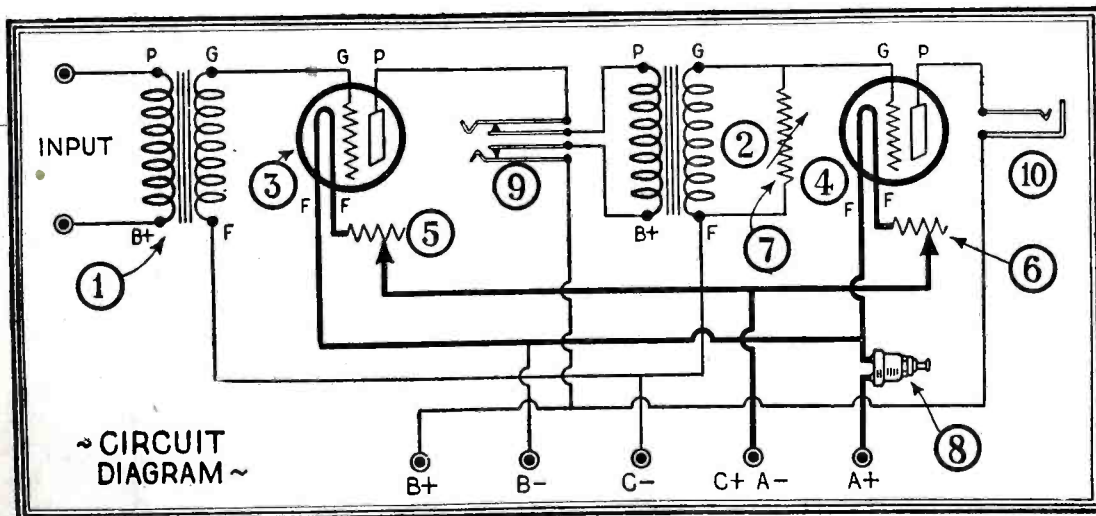 P G G P P G G P
INPUT
2
3 4
9 10
F F F F
B+ F 5 B+ F
7 6
1
8
~ CIRCUIT
DIAGRAM ~
B+ B- C- C+ A- A+